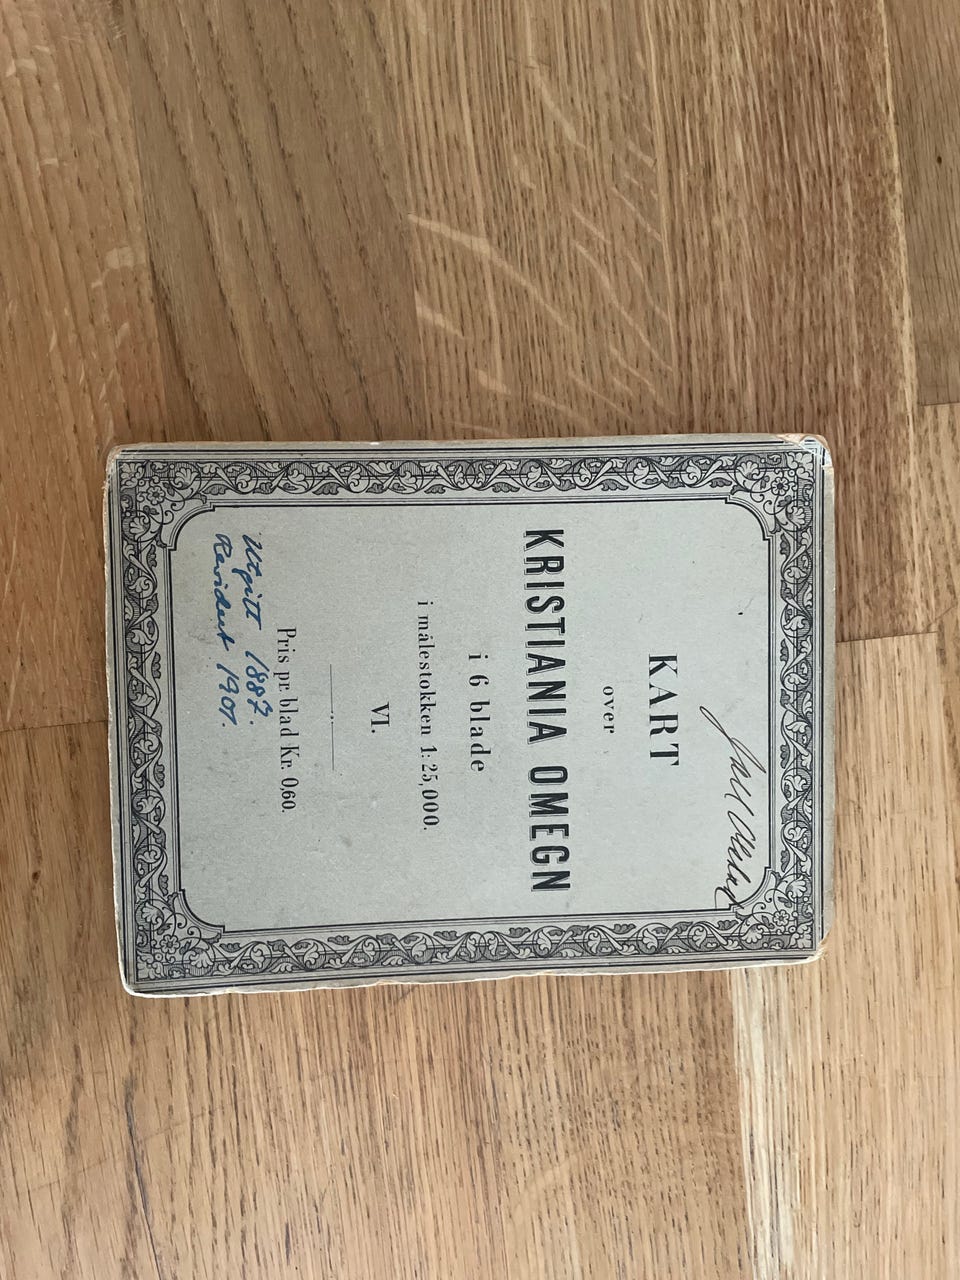 KART
over
KRISTIANIA OMEGN
i 6 blade
i målestokken 1:25,000.
VI.
Pris pr. blad Kr. 0,60.
Utgitt 1887.
Revidert 1901.